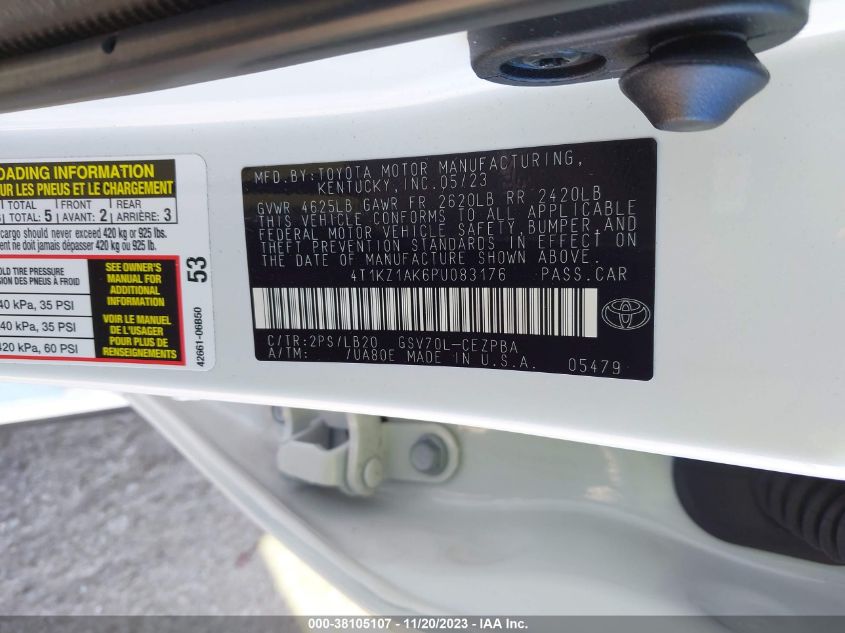 OADING INFORMATION
UR LES PNEUS ET LE CHARGEMENT
TOTAL: 5 FRONT REAR
AVANT: 2 ARRIÈRE: 3
cargo should never exceed 420 kg or 925 lbs.
ent ne doit jamais dépasser 420 kg ou 925 lb.
OLD TIRE PRESSURE
SION DES PNEUS À FROID
40 kPa, 35 PSI
40 kPa, 35 PSI
420 kPa, 60 PSI
SEE OWNER'S
MANUAL FOR
ADDITIONAL
INFORMATION
VOIR LE MANUEL
DE L'USAGER
POUR PLUS DE
RENSEIGNEMENTS
53
42661-06B50
MFD.BY:TOYOTA MOTOR MANUFACTURING,
KENTUCKY, INC.05/23
GVWR 4625LB GAWR FR 2620LB RR 2420LB
THIS VEHICLE CONFORMS TO ALL APPLICABLE
FEDERAL MOTOR VEHICLE SAFETY,BUMPER,AND
THEFT PREVENTION STANDARDS IN EFFECT ON
THE DATE OF MANUFACTURE SHOWN ABOVE.
4T1KZ1AK6PU083176 PASS.CAR
C/TR:2PS/LB20 GSV70L-CEZPBA
A/TM: 7UA80E MADE IN U.S.A.
05479
000-38105107 - 11/20/2023 - IAA Inc.